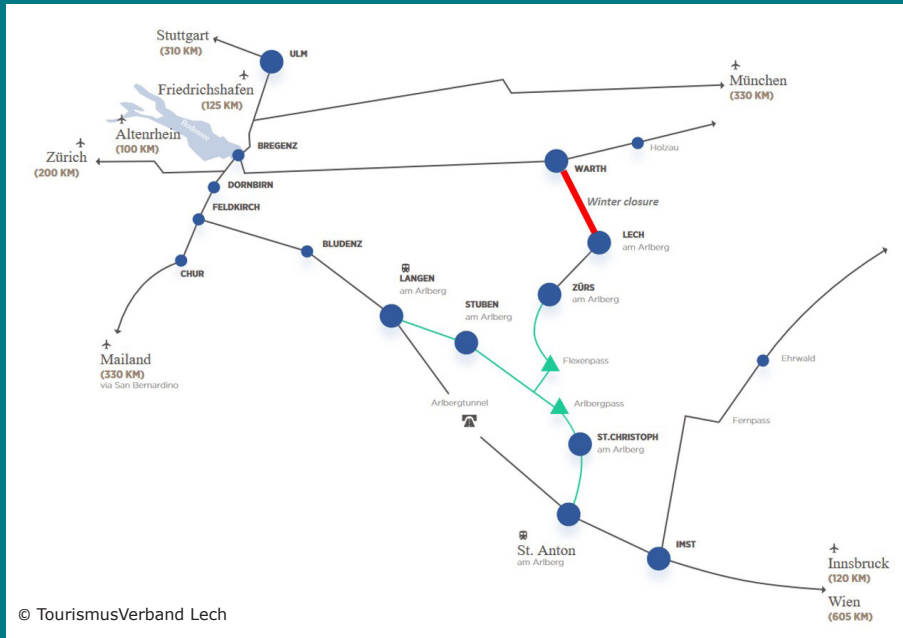 Stuttgart
(310 KM)
ULM
Friedrichshafen
(125 KM)
München
(330 KM)
Bodensee
Altenrhein
(100 KM)
Zürich
(200 KM)
BREGENZ
Holzau
WARTH
DORNBIRN
Winter closure
FELDKIRCH
LECH
am Arlberg
BLUDENZ
CHUR
LANGEN
am Arlberg
ZÜRS
am Arlberg
STUBEN
am Arlberg
Mailand
(330 KM)
via San Bernardino
Flexenpass
Ehrwald
Arlbergtunnel
Arlbergpass
Fernpass
ST.CHRISTOPH
am Arlberg
St. Anton
am Arlberg
IMST
Innsbruck
(120 KM)
Wien
(605 KM)
© TourismusVerband Lech